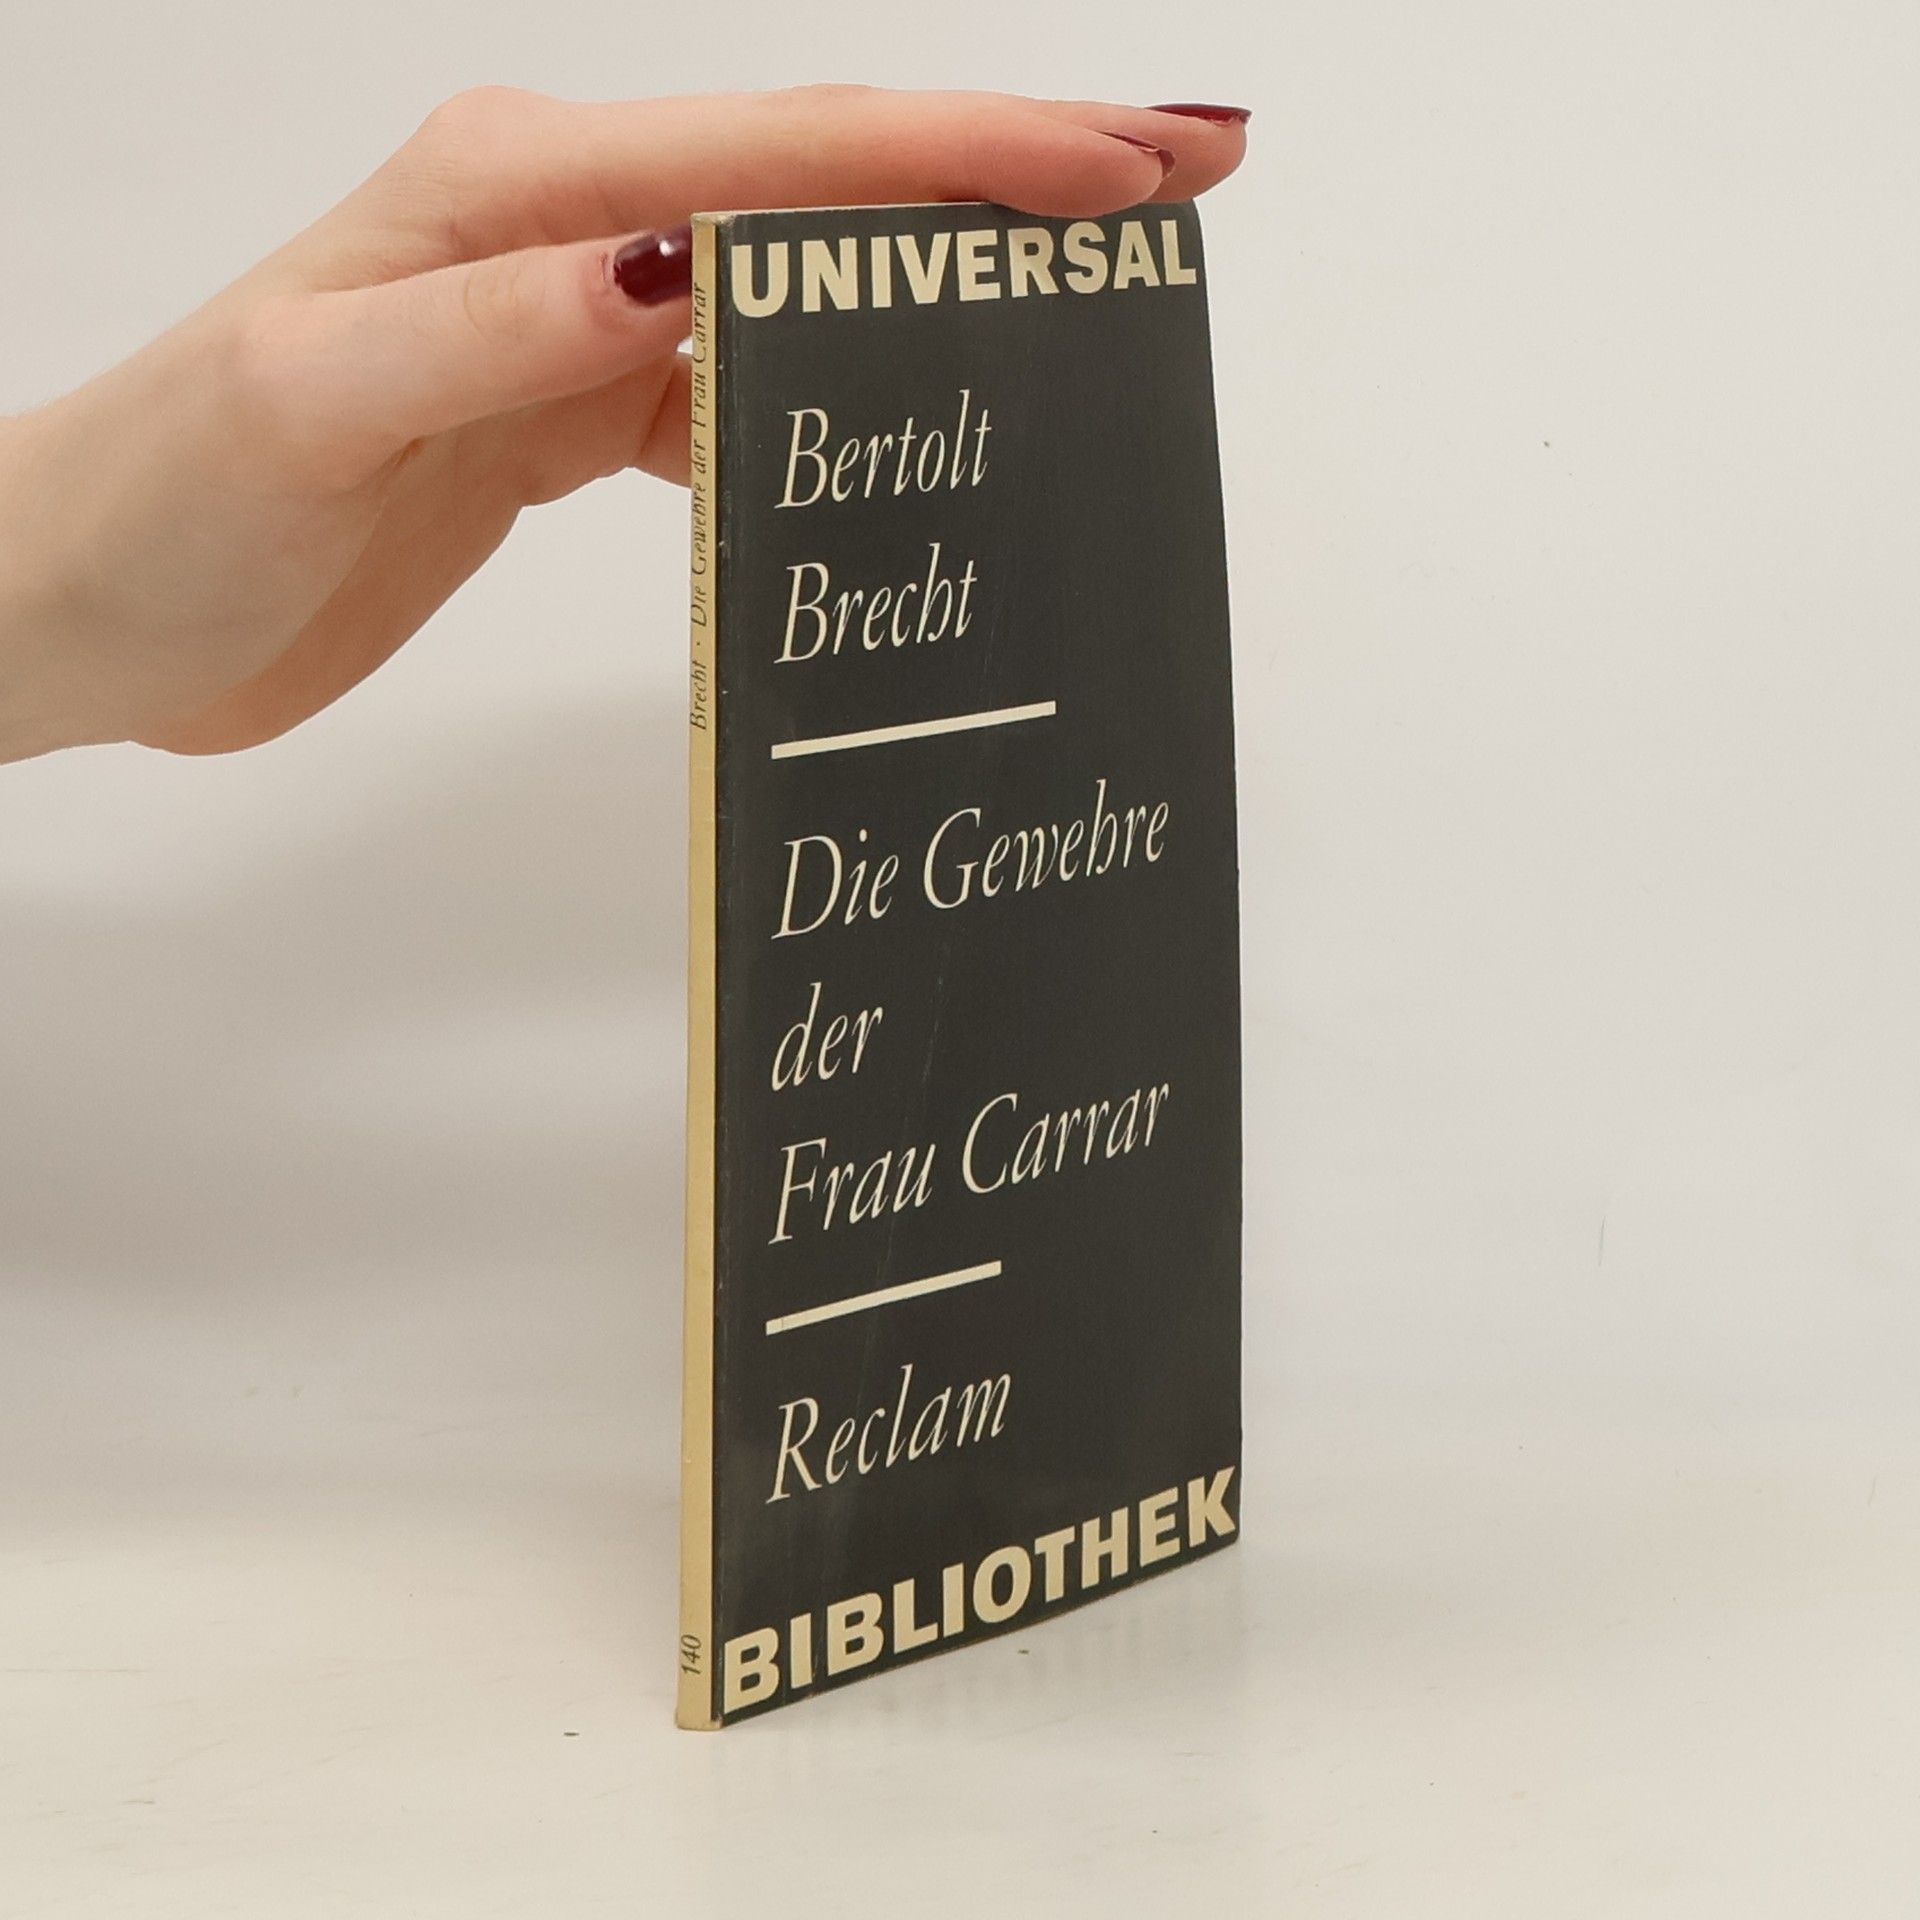 UNIVERSAL
Bertolt
Brecht
Die Gewehre
der
Frau Carrar
Reclam
BIBLIOTHEK
Brecht · Die Gewehre der Frau Carrar
140